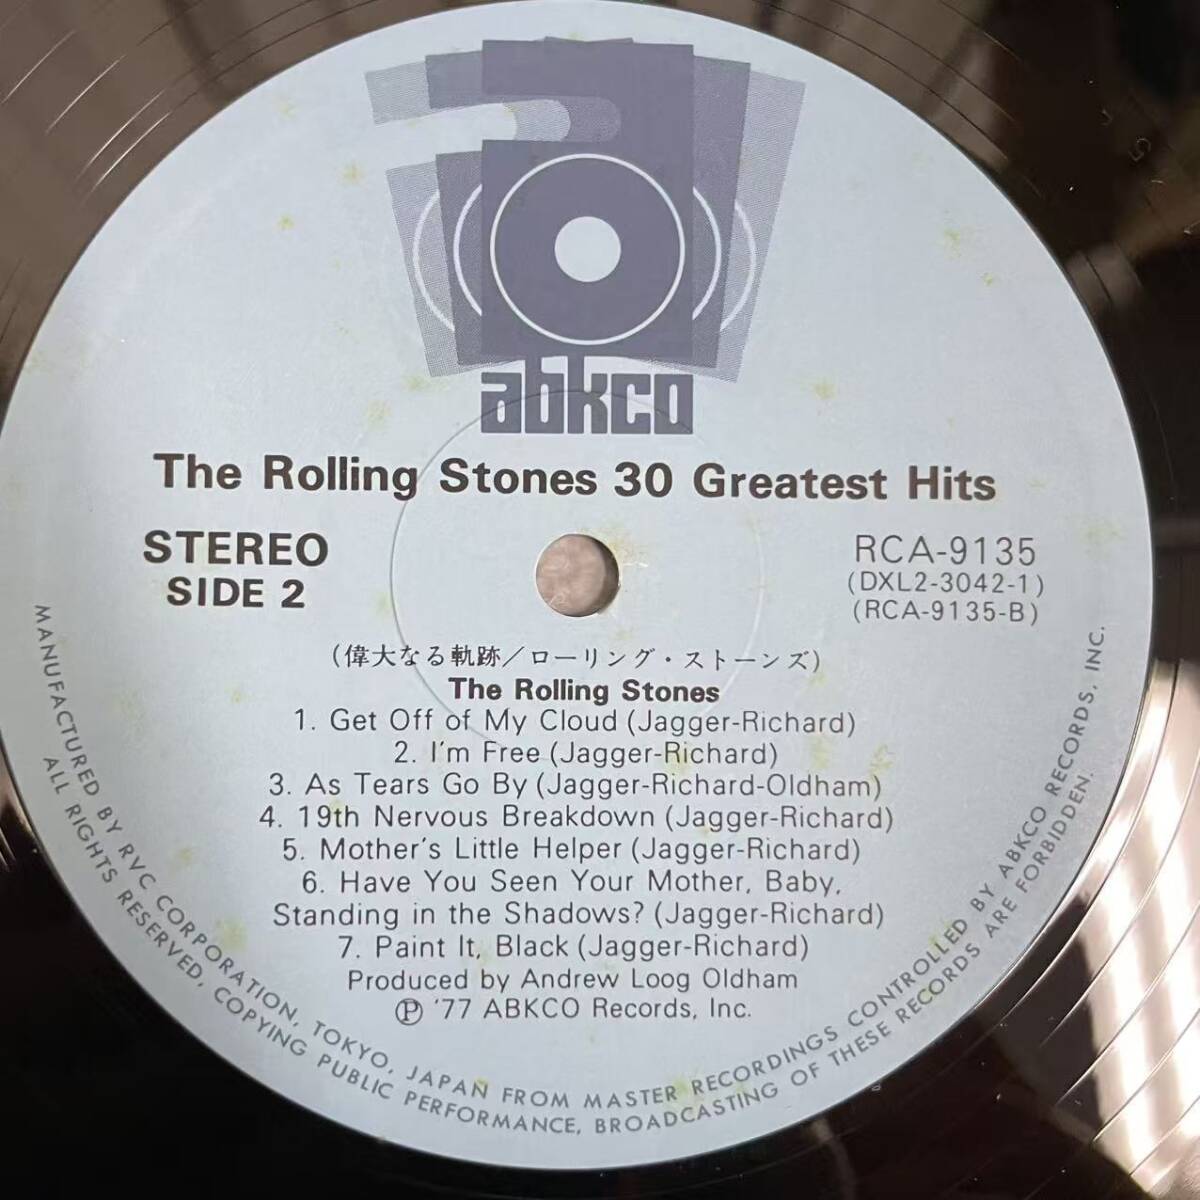 abkco
The Rolling Stones 30 Greatest Hits
STEREO
SIDE 2
RCA-9135
(DXL2-3042-1)
(RCA-9135-B)
(偉大なる軌跡/ローリング・ストーンズ)
The Rolling Stones
1. Get Off of My Cloud (Jagger-Richard)
2. I'm Free (Jagger-Richard)
3. As Tears Go By (Jagger-Richard-Oldham)
4. 19th Nervous Breakdown (Jagger-Richard)
5. Mother's Little Helper (Jagger-Richard)
6. Have You Seen Your Mother, Baby,
Standing in the Shadows? (Jagger-Richard)
7. Paint It, Black (Jagger-Richard)
Produced by Andrew Loog Oldham
Ⓟ '77 ABKCO Records, Inc.
MANUFACTURED BY RVC CORPORATION, TOKYO, JAPAN FROM MASTER RECORDINGS CONTROLLED BY ABKCO RECORDS, INC.
ALL RIGHTS RESERVED, COPYING PUBLIC PERFORMANCE, BROADCASTING OF THESE RECORDS ARE FORBIDDEN.